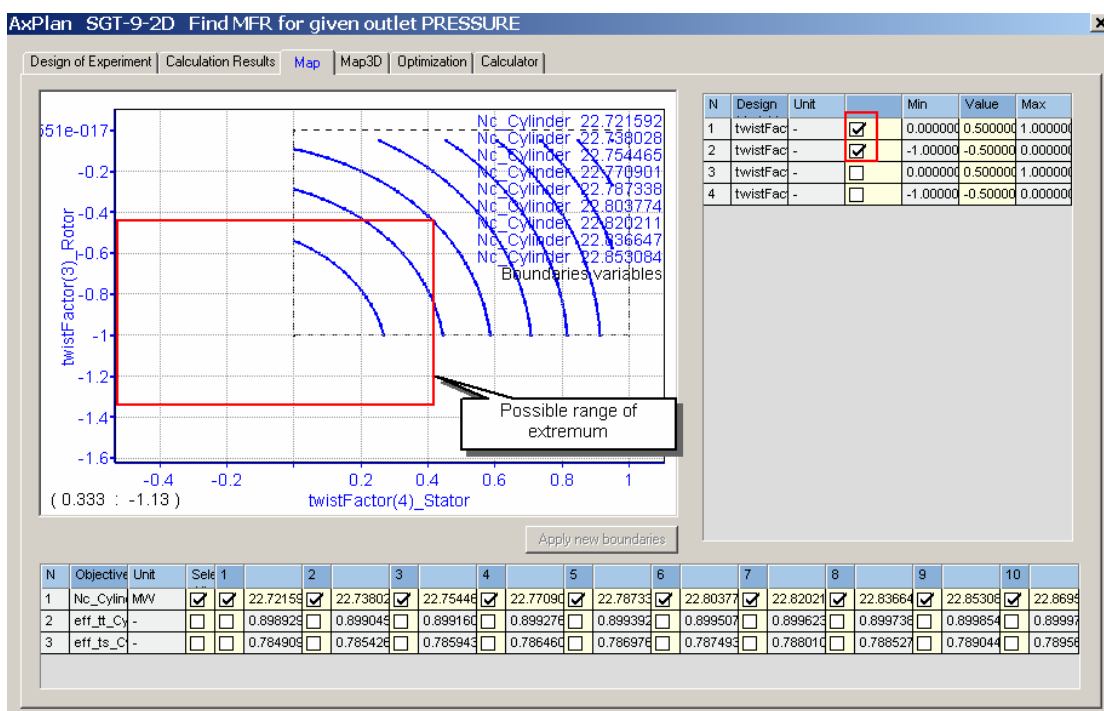 AxPlan SGT-9-2D Find MFR for given outlet PRESSURE
Design of Experiment Calculation Results Map Map3D Optimization Calculator
551e-017
-0.2
-0.4
-0.6
-0.8
-1
-1.2
-1.4
-1.6
twistFactor(3)_Rotor
Nc_Cylinder 22.721592
Nc_Cylinder 22.738028
Nc_Cylinder 22.754465
Nc_Cylinder 22.770901
Nc_Cylinder 22.787338
Nc_Cylinder 22.803774
Nc_Cylinder 22.820211
Nc_Cylinder 22.836647
Nc_Cylinder 22.853084
Boundaries variables
Possible range of
extremum
-0.4 -0.2 0.2 0.4 0.6 0.8 1
( 0.333 : -1.13 ) twistFactor(4)_Stator
Apply new boundaries
N Design Unit Min Value Max
1 twistFac - 0.000000 0.500000 1.000000
2 twistFac - -1.00000 -0.50000 0.000000
3 twistFac - 0.000000 0.500000 1.000000
4 twistFac - -1.00000 -0.50000 0.000000
N Objective Unit Sele 1 2 3 4 5 6 7 8 9 10
1 Nc_Cylin MW 22.72159 22.73802 22.75446 22.77090 22.78733 22.80377 22.82021 22.83664 22.85308 22.8695
2 eff_tt_Cy - 0.898929 0.899045 0.899160 0.899276 0.899392 0.899507 0.899623 0.899738 0.899854 0.89997
3 eff_ts_C - 0.784909 0.785426 0.785943 0.786460 0.786976 0.787493 0.788010 0.788527 0.789044 0.78956